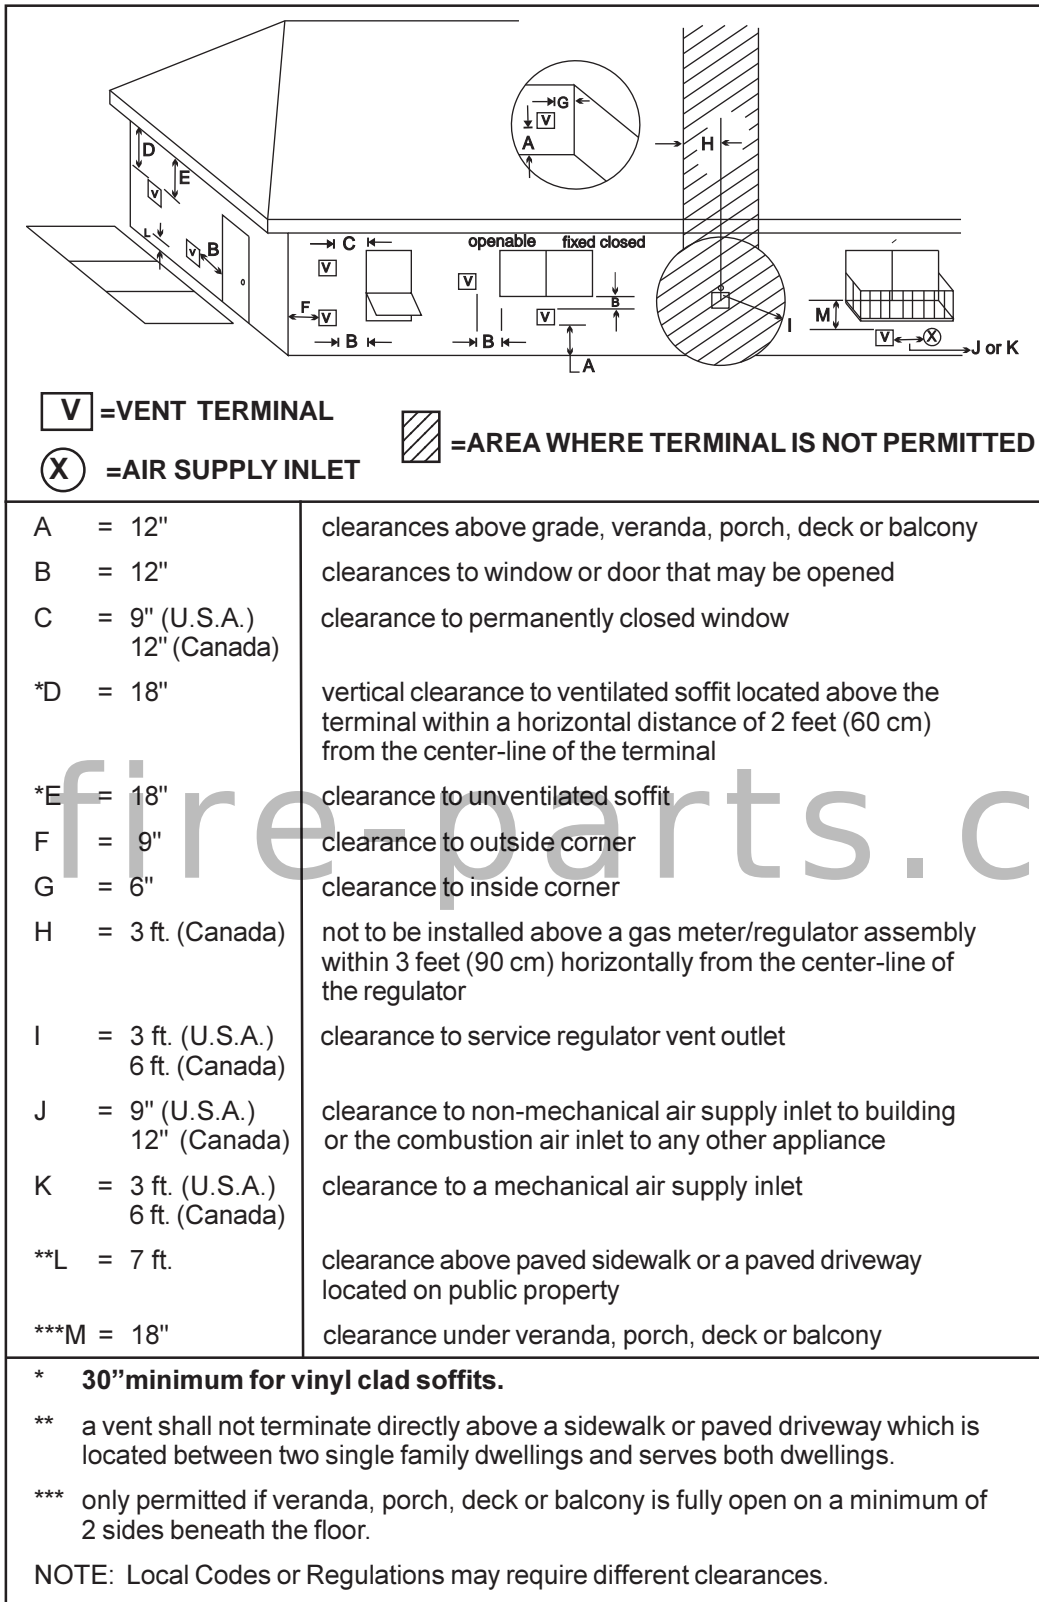 G
V
A
D
E
V
L
V
B
H
C
V
openable
fixed closed
V
B
F
V
V
I
M
V
X
B
B
A
J or K
V =VENT TERMINAL
X =AIR SUPPLY INLET
=AREA WHERE TERMINAL IS NOT PERMITTED
A = 12" clearances above grade, veranda, porch, deck or balcony
B = 12" clearances to window or door that may be opened
C = 9" (U.S.A.) clearance to permanently closed window
12" (Canada)
*D = 18" vertical clearance to ventilated soffit located above the
terminal within a horizontal distance of 2 feet (60 cm)
from the center-line of the terminal
*E = 18" clearance to unventilated soffit
fire-parts.c
F = 9" clearance to outside corner
G = 6" clearance to inside corner
H = 3 ft. (Canada) not to be installed above a gas meter/regulator assembly
within 3 feet (90 cm) horizontally from the center-line of
the regulator
I = 3 ft. (U.S.A.) clearance to service regulator vent outlet
6 ft. (Canada)
J = 9" (U.S.A.) clearance to non-mechanical air supply inlet to building
12" (Canada) or the combustion air inlet to any other appliance
K = 3 ft. (U.S.A.) clearance to a mechanical air supply inlet
6 ft. (Canada)
**L = 7 ft. clearance above paved sidewalk or a paved driveway
located on public property
***M = 18" clearance under veranda, porch, deck or balcony
* 30”minimum for vinyl clad soffits.
** a vent shall not terminate directly above a sidewalk or paved driveway which is
located between two single family dwellings and serves both dwellings.
*** only permitted if veranda, porch, deck or balcony is fully open on a minimum of
2 sides beneath the floor.
NOTE: Local Codes or Regulations may require different clearances.